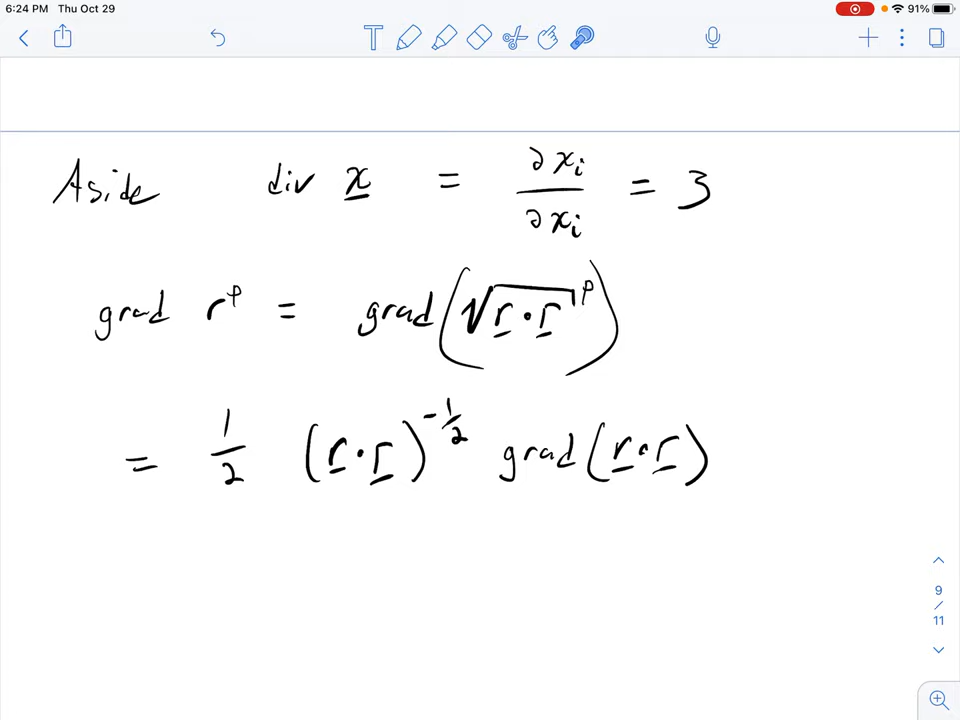 6:24 PM Thu Oct 29 91%
T
Aside div x̲ = ∂x_i / ∂x_i = 3
grad r^p = grad(√(r̲ · r̲)^p)
= 1/2 (r̲ · r̲)^(-1/2) grad(r̲ · r̲)
9
/
11